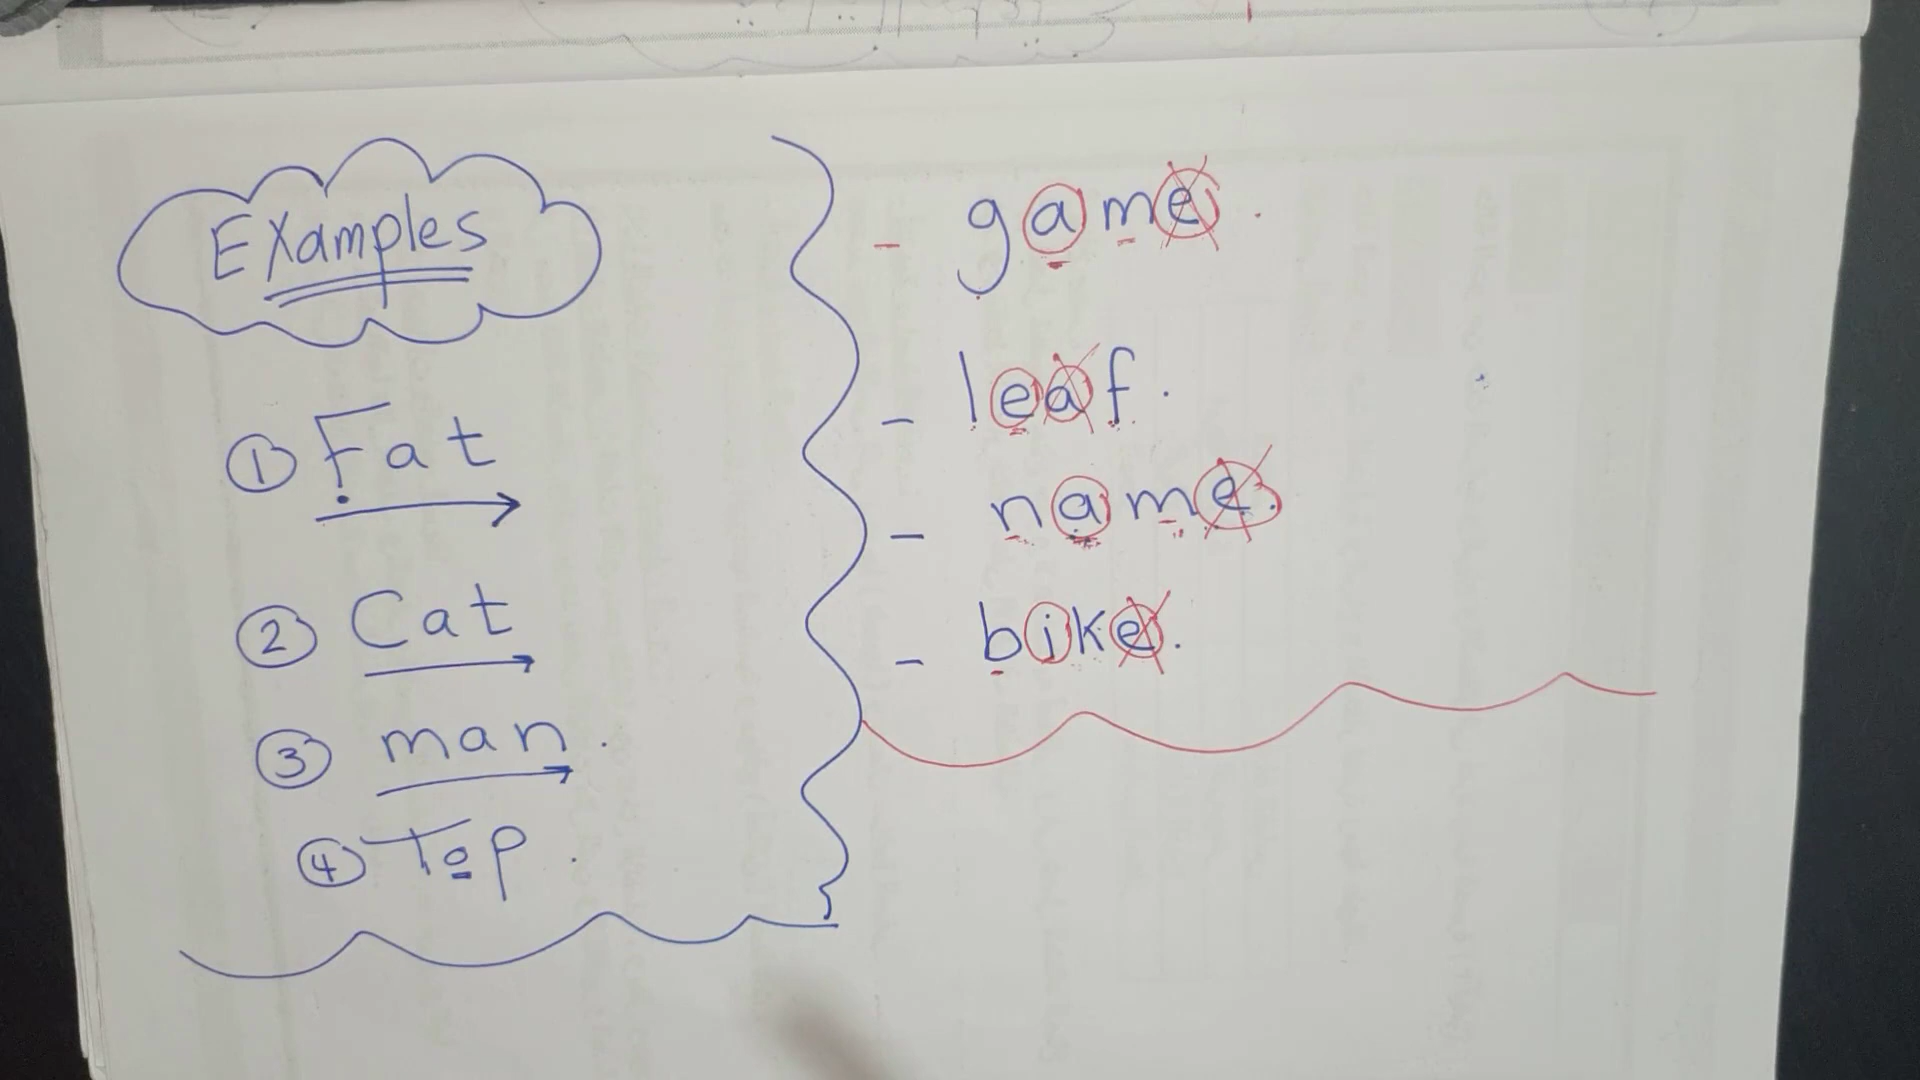 Examples
① Fat
② Cat
③ man.
④ Top.
- game.
- leaf.
- name.
- bike.